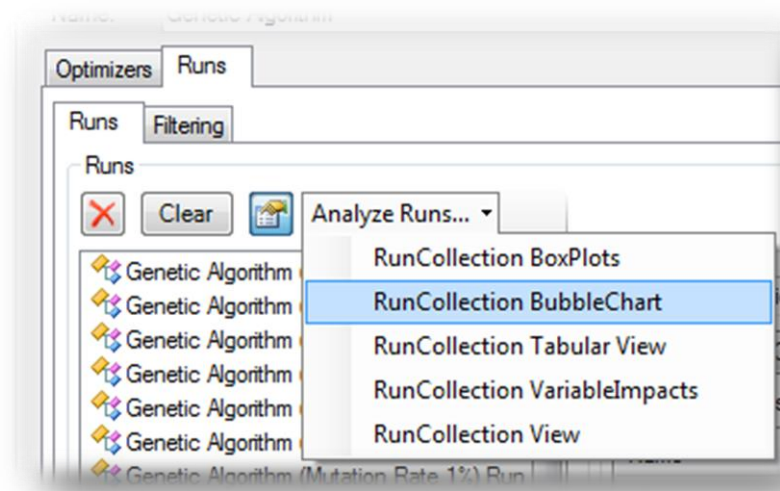 Name: Genetic Algorithm
Optimizers Runs
Runs Filtering
Runs
Clear Analyze Runs...
Genetic Algorithm
RunCollection BoxPlots
Genetic Algorithm
RunCollection BubbleChart
Genetic Algorithm
RunCollection Tabular View
Genetic Algorithm
RunCollection VariableImpacts
Genetic Algorithm
RunCollection View
Genetic Algorithm
Genetic Algorithm (Mutation Rate 1%) Run
Name